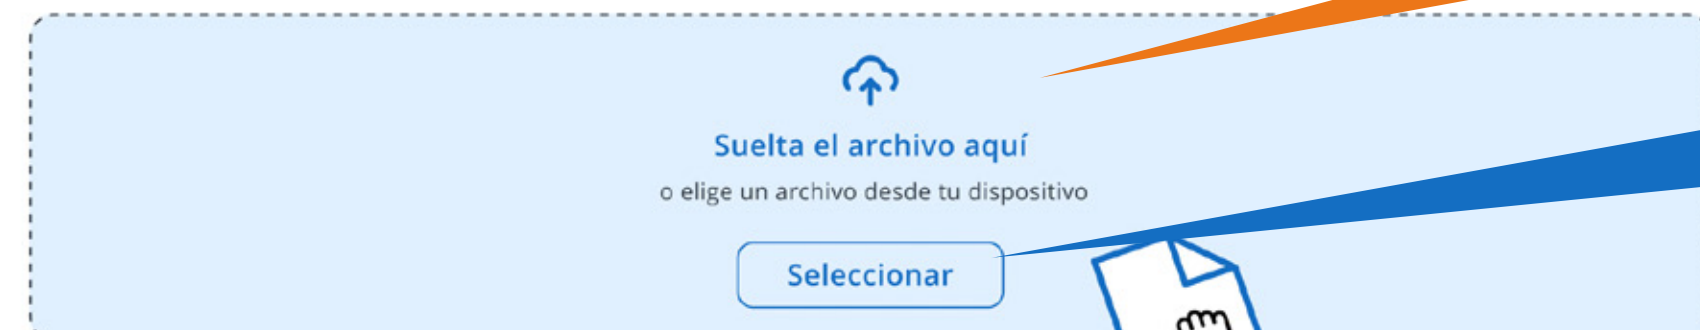 Suelta el archivo aquí
o elige un archivo desde tu dispositivo
Seleccionar